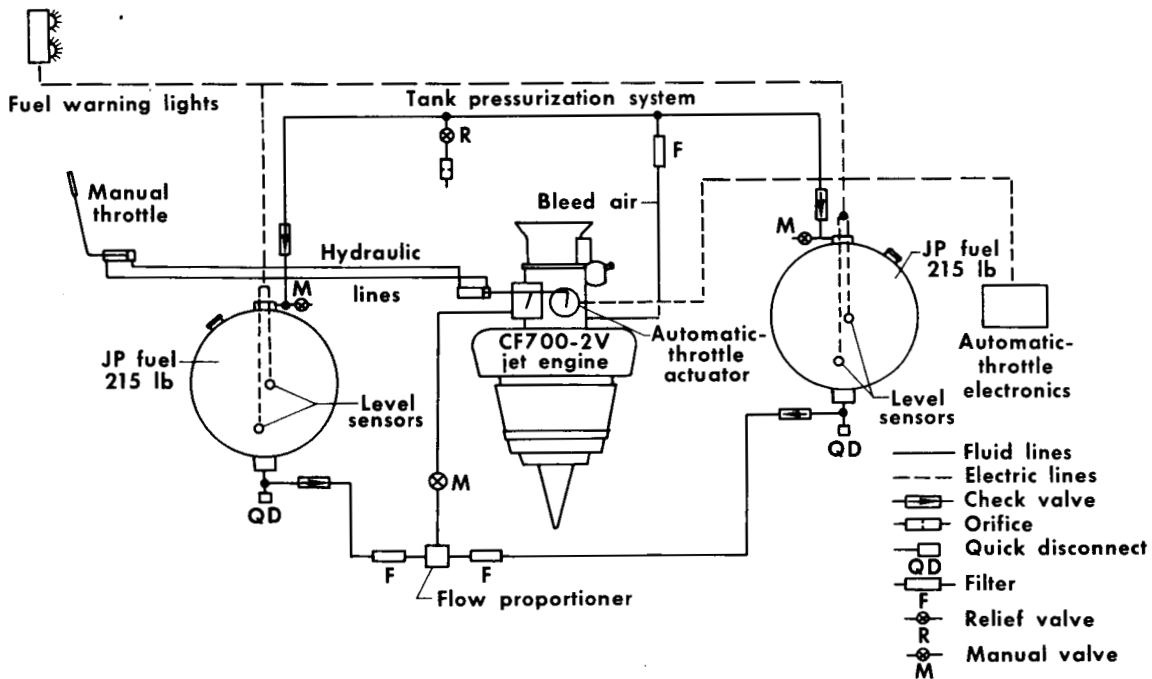 Fuel warning lights
Tank pressurization system
R
F
Manual
throttle
Bleed air
M
Hydraulic
lines
M
JP fuel
215 lb
JP fuel
215 lb
CF700-2V
jet engine
Automatic-
throttle
actuator
Automatic-
throttle
electronics
Level
sensors
Level
sensors
M
QD
QD
F
F
Flow proportioner
Fluid lines
Electric lines
Check valve
Orifice
Quick disconnect
QD
Filter
F
Relief valve
R
Manual valve
M